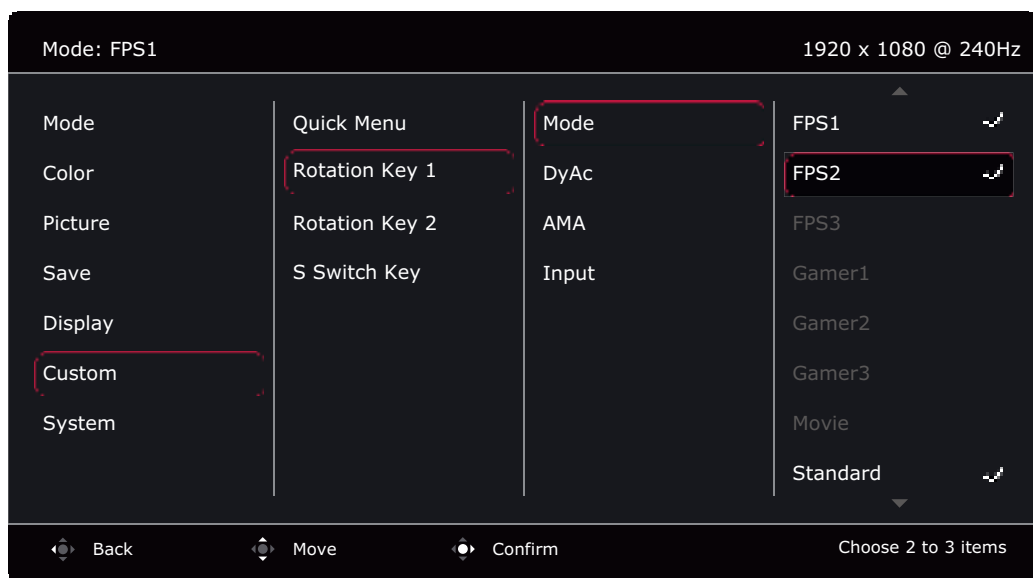 Mode: FPS1
1920 x 1080 @ 240Hz
Mode
Color
Picture
Save
Display
Custom
System
Quick Menu
Rotation Key 1
Rotation Key 2
S Switch Key
Mode
DyAc
AMA
Input
FPS1
FPS2
FPS3
Gamer1
Gamer2
Gamer3
Movie
Standard
Back
Move
Confirm
Choose 2 to 3 items